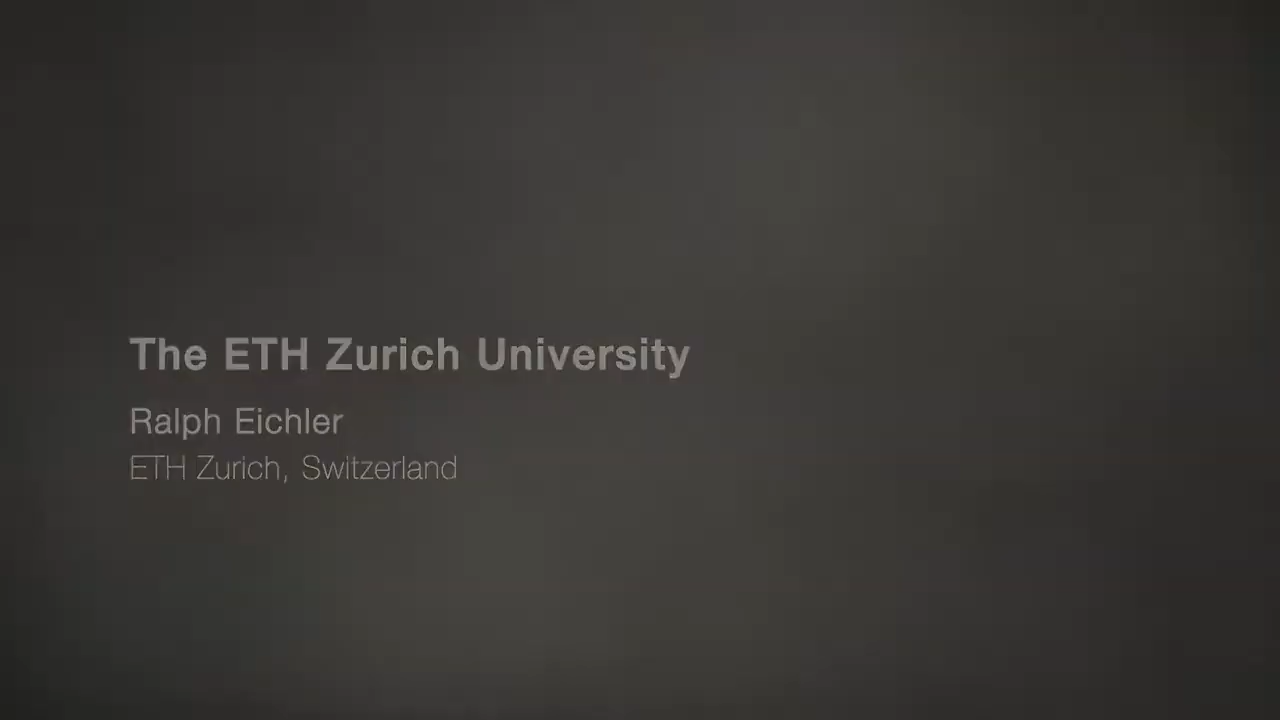 The ETH Zurich University
Ralph Eichler
ETH Zurich, Switzerland